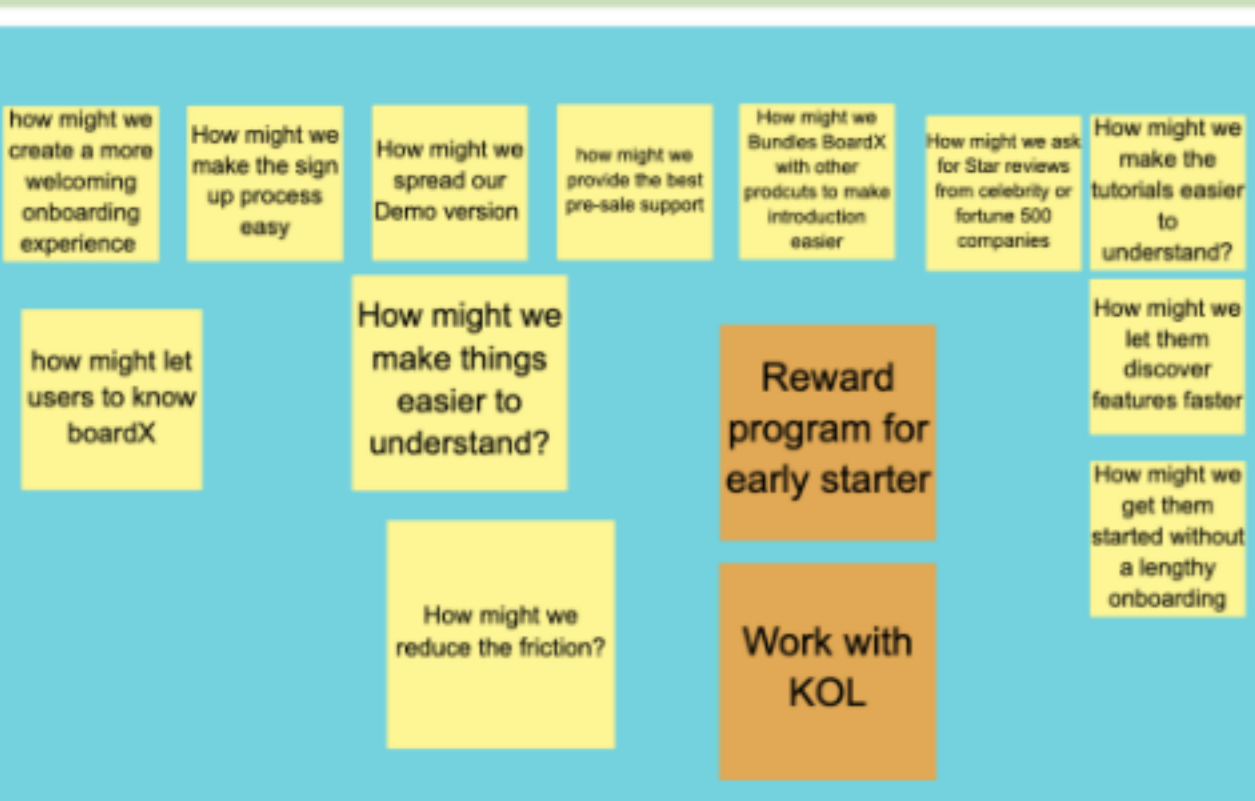 how might we
create a more
welcoming
onboarding
experience
How might we
make the sign
up process
easy
How might we
spread our
Demo version
how might we
provide the best
pre-sale support
How might we
Bundles BoardX
with other
prodcuts to make
introduction
easier
How might we ask
for Star reviews
from celebrity or
fortune 500
companies
How might we
make the
tutorials easier
to
understand?
how might let
users to know
boardX
How might we
make things
easier to
understand?
Reward
program for
early starter
How might we
let them
discover
features faster
How might we
reduce the friction?
Work with
KOL
How might we
get them
started without
a lengthy
onboarding